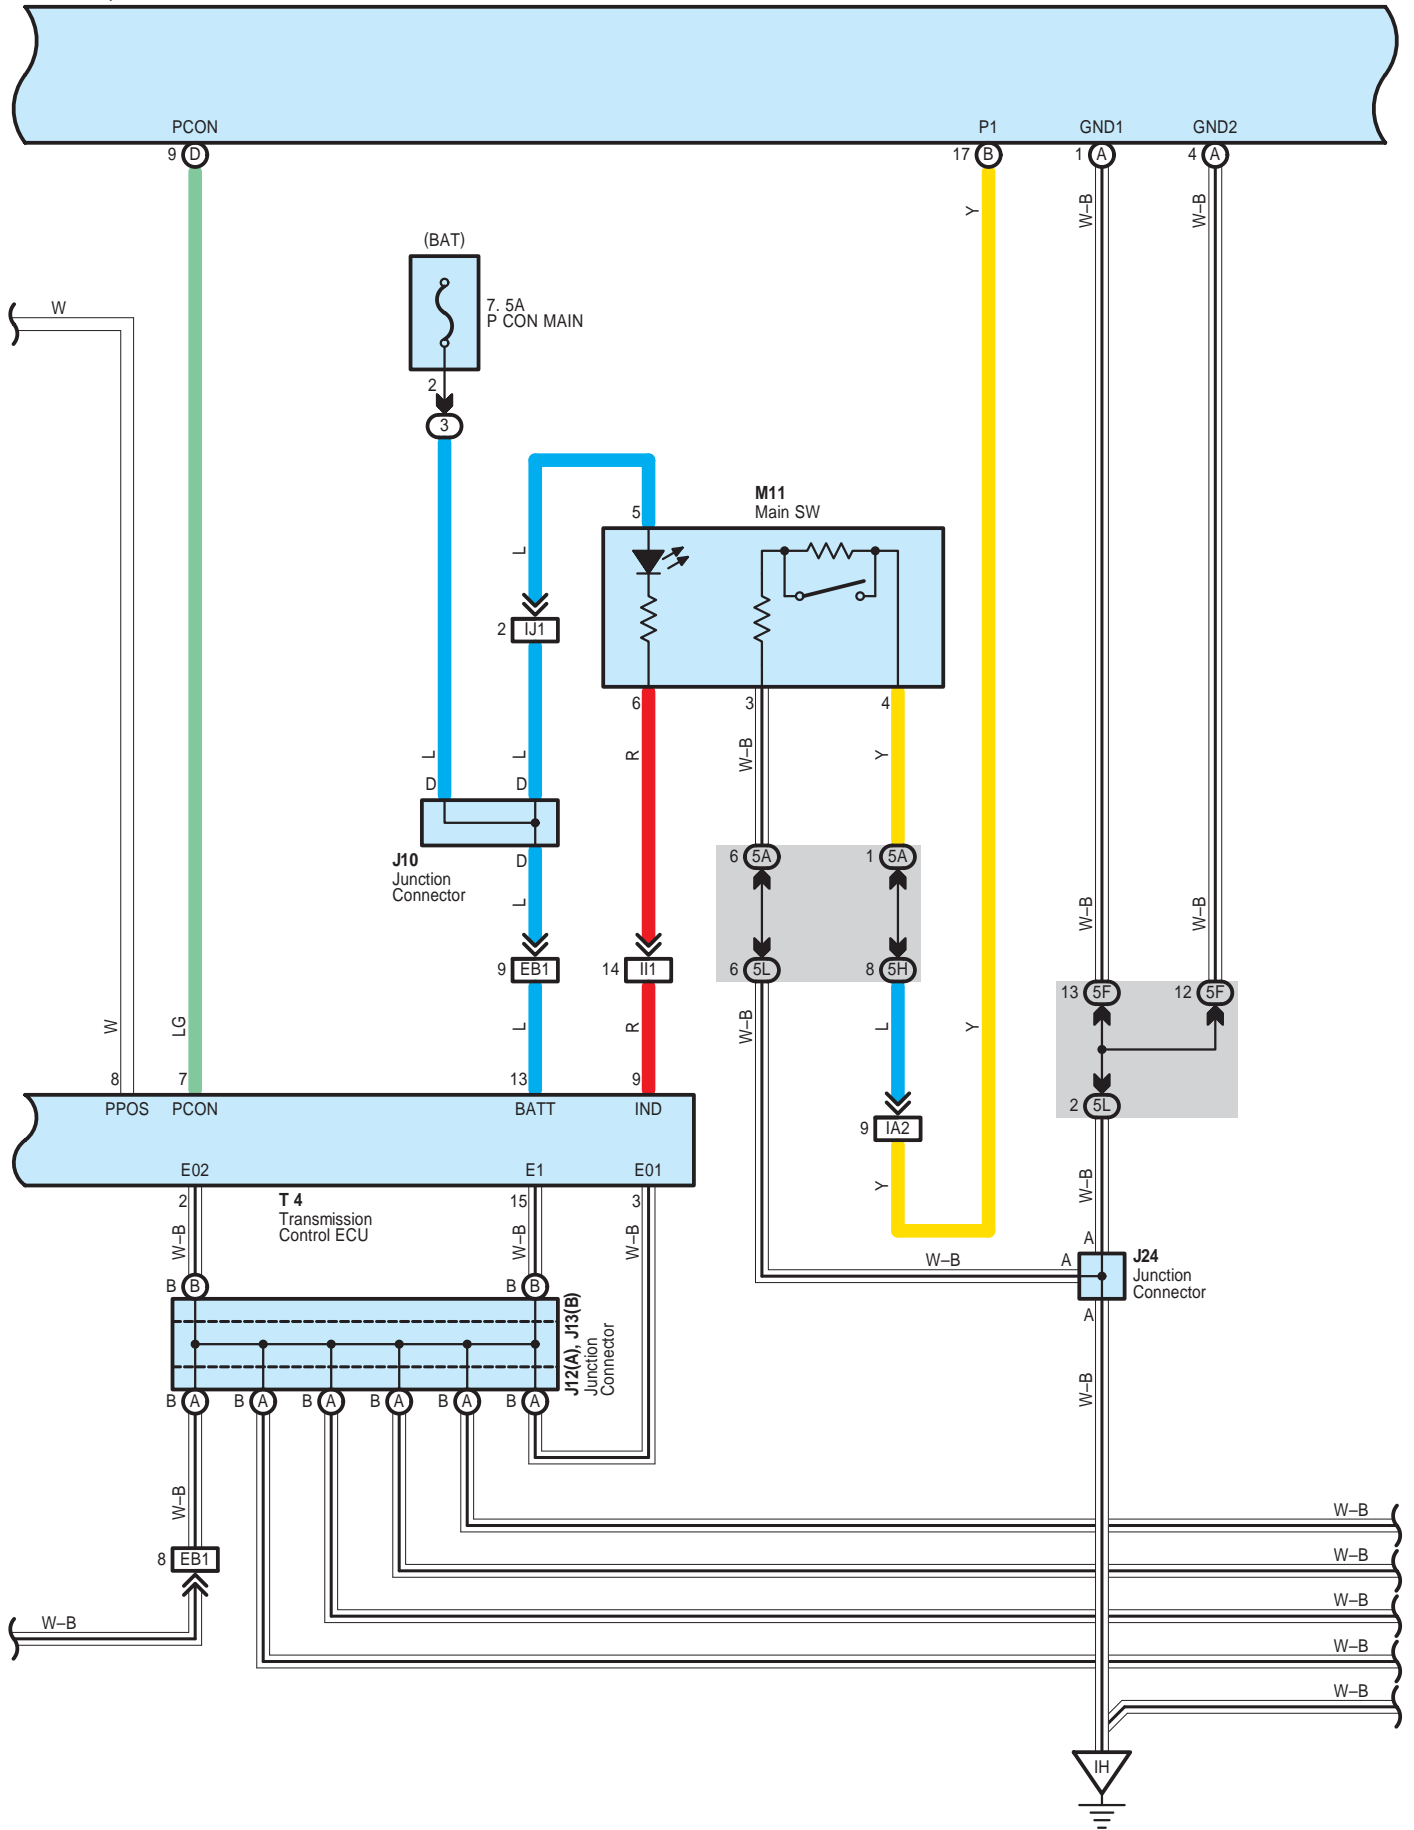 PCON P1 GND1 GND2
9 D 17 B 1 A 4 A
Y W–B W–B
(BAT)
7. 5A
P CON MAIN
W
2
3
M11
Main SW
5
L
2 IJ1
6 3 4
L L R W–B Y
D D
J10
Junction
Connector
D
6 5A 1 5A
L W–B W–B
9 EB1 14 II1 6 5L 8 5H
13 5F 12 5F
W LG L R W–B L Y
8 7 13 9
PPOS PCON BATT IND
2 5L
9 IA2
E02 E1 E01
2 15 3
T 4
Transmission
Control ECU
W–B W–B W–B Y W–B
A
W–B A
J24
Junction
Connector
A
B B B B
J12(A), J13(B)
Junction
Connector
B A B A B A B A B A B A
W–B
W–B
W–B
8 EB1
W–B
W–B
W–B
W–B
W–B
IH